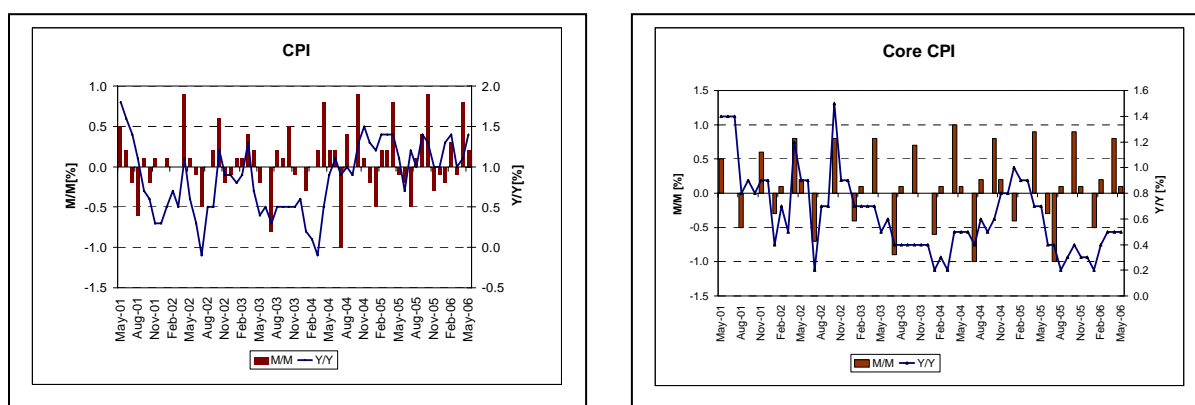 CPI
M/M[%]
1.0
0.5
0.0
-0.5
-1.0
-1.5
2.0
1.5
1.0
0.5
0.0
-0.5
Y/Y[%]
May-01
Aug-01
Nov-01
Feb-02
May-02
Aug-02
Nov-02
Feb-03
May-03
Aug-03
Nov-03
Feb-04
May-04
Aug-04
Nov-04
Feb-05
May-05
Aug-05
Nov-05
Feb-06
May-06
M/M Y/Y
Core CPI
M/M [%]
1.5
1.0
0.5
0.0
-0.5
-1.0
-1.5
1.6
1.4
1.2
1.0
0.8
0.6
0.4
0.2
0.0
Y/Y [%]
May-01
Aug-01
Nov-01
Feb-02
May-02
Aug-02
Nov-02
Feb-03
May-03
Aug-03
Nov-03
Feb-04
May-04
Aug-04
Nov-04
Feb-05
May-05
Aug-05
Nov-05
Feb-06
May-06
M/M Y/Y